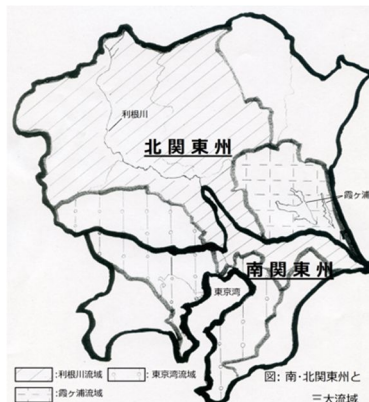 利根川
北関東州
霞ヶ浦
南関東州
東京湾
:利根川流域
:東京湾流域
:霞ヶ浦流域
図: 南・北関東州と
三大流域